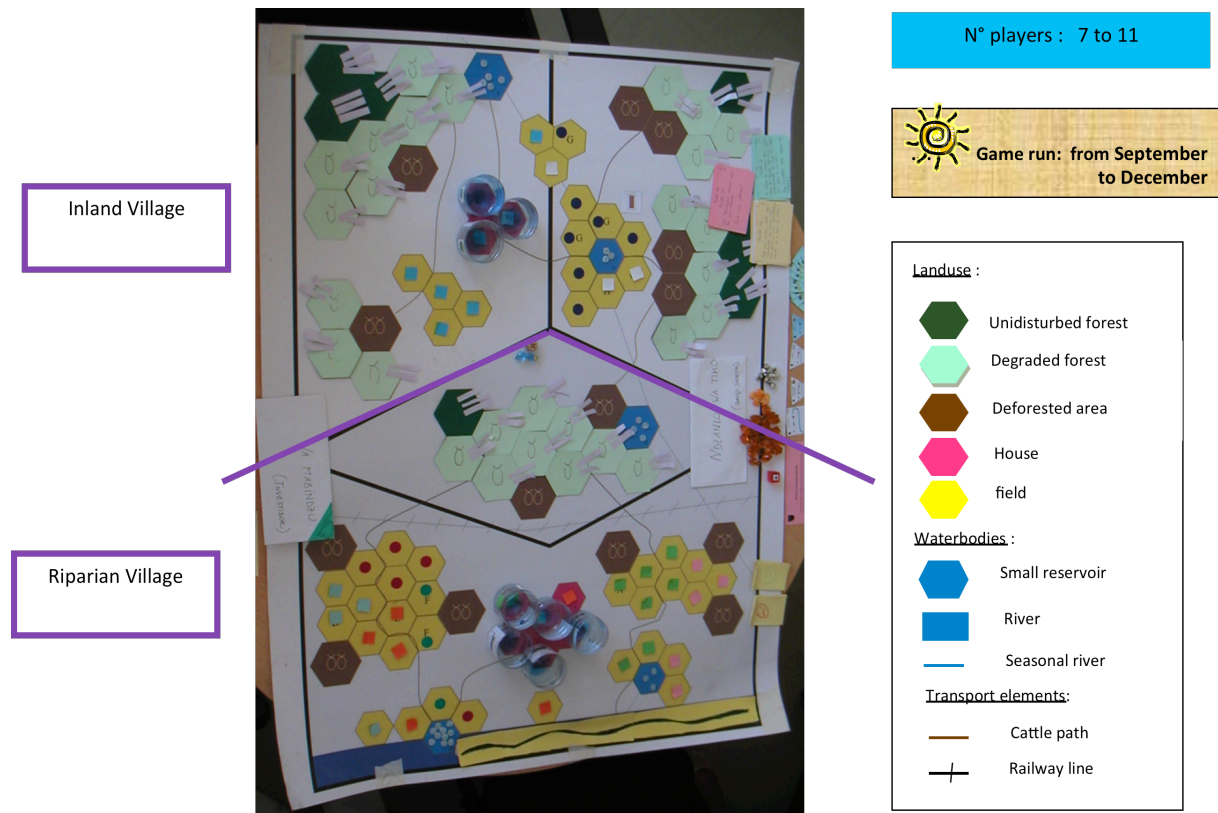 N° players : 7 to 11
Game run: from September
to December
Inland Village
Riparian Village
Landuse :
Unidisturbed forest
Degraded forest
Deforested area
House
field
Waterbodies :
Small reservoir
River
Seasonal river
Transport elements:
Cattle path
Railway line
G
G
G
F
F
(Investor)